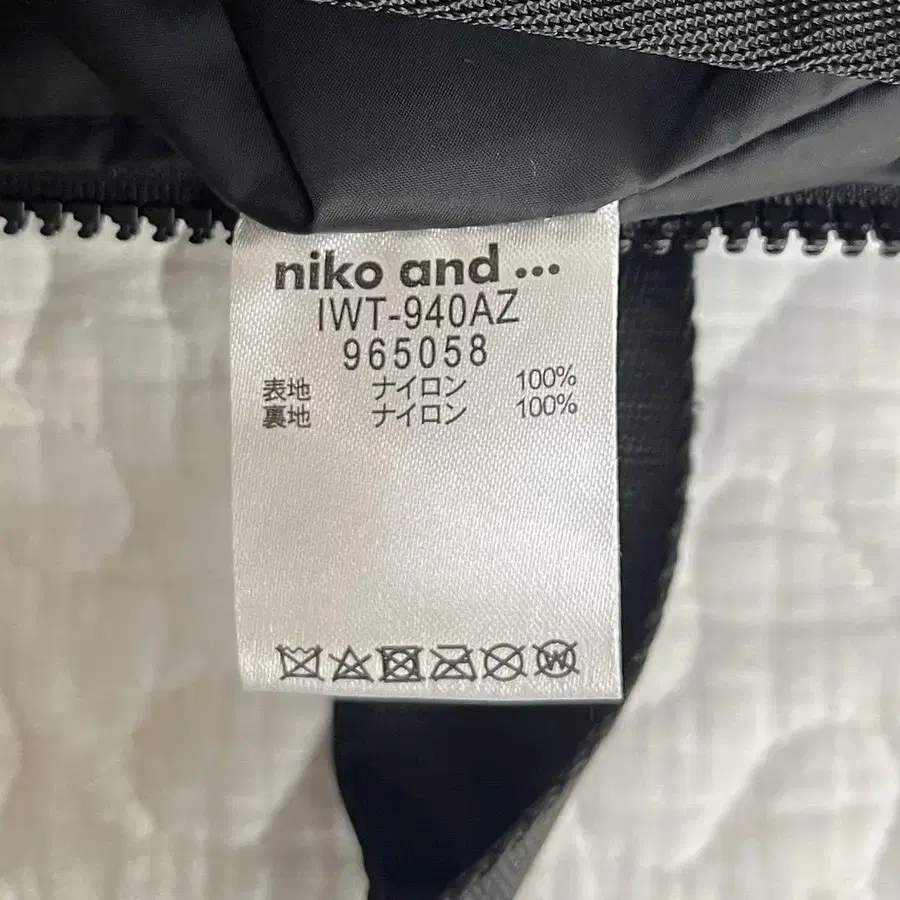 niko and ...
IWT-940AZ
965058
表地 ナイロン 100%
裏地 ナイロン 100%
W